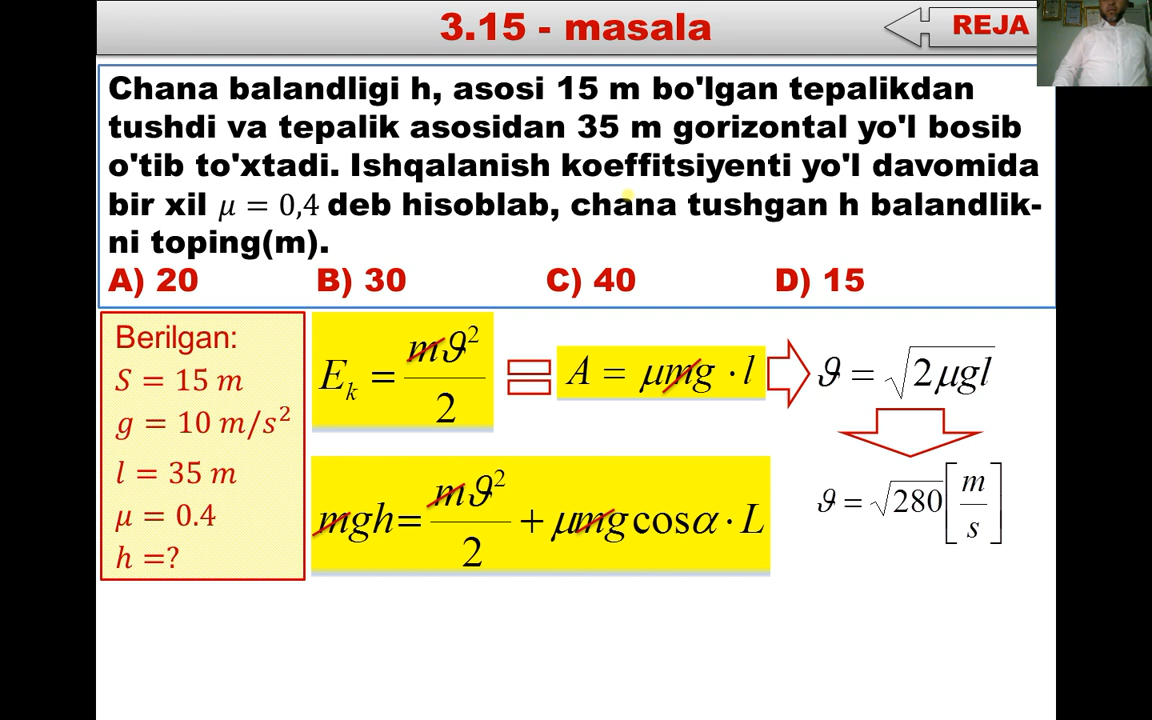 3.15 - masala
REJA
Chana balandligi h, asosi 15 m bo'lgan tepalikdan
tushdi va tepalik asosidan 35 m gorizontal yo'l bosib
o'tib to'xtadi. Ishqalanish koeffitsiyenti yo'l davomida
bir xil μ = 0,4 deb hisoblab, chana tushgan h balandlik-
ni toping(m).
A) 20 B) 30 C) 40 D) 15
Berilgan:
S = 15 m
g = 10 m/s²
l = 35 m
μ = 0.4
h =?
E_k = mϑ²/2 = A = μmg · l ⇒ ϑ = √(2μgl)
mgh = mϑ²/2 + μmg cosα · L
ϑ = √280 [m/s]